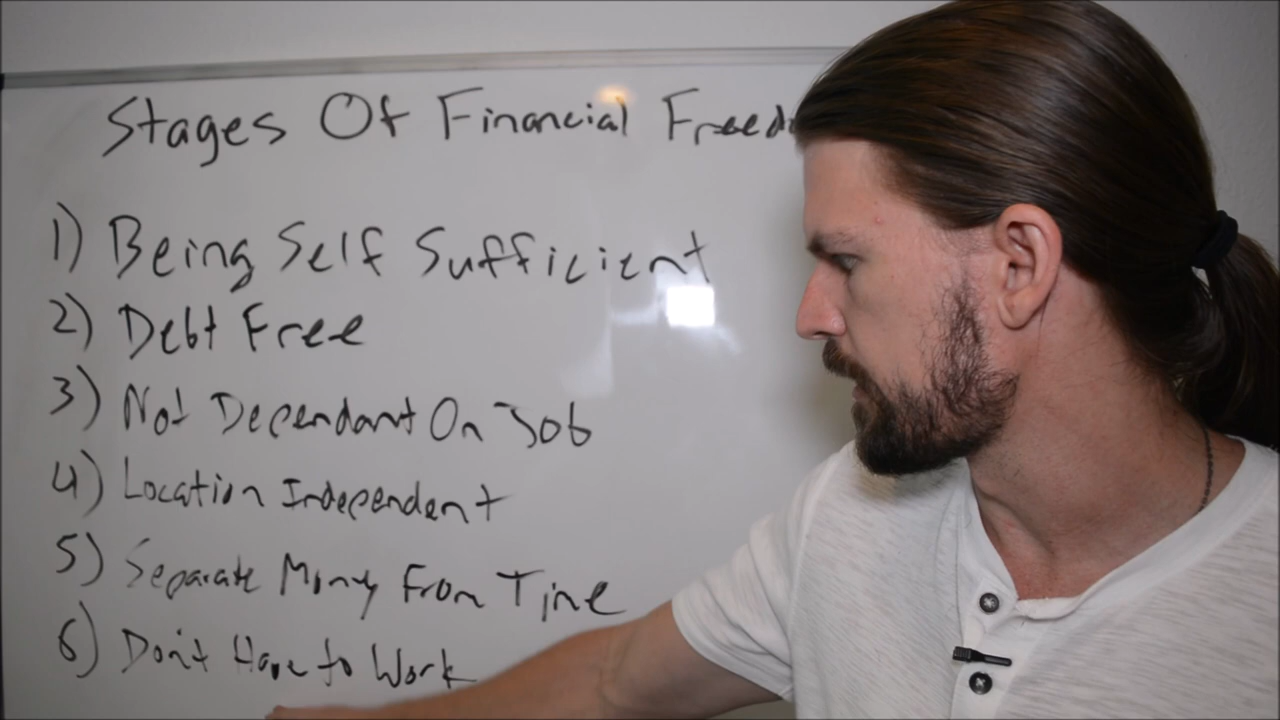 Stages Of Financial Freed
1) Being Self Sufficient
2) Debt Free
3) Not Dependant On Job
4) Location Independent
5) Separate Money From Time
6) Don't Have to Work